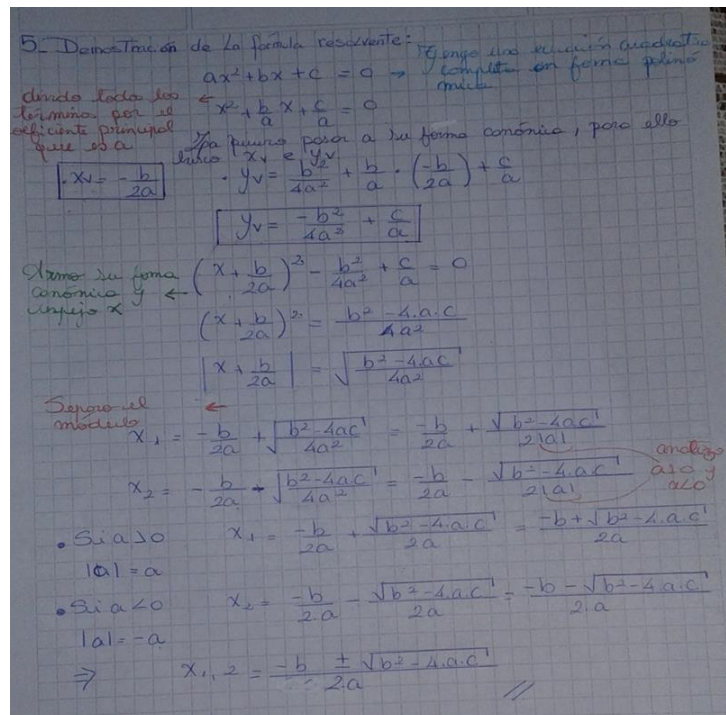 5_ Demostración de la fórmula resolvente:
ax² + bx + c = 0 → Tengo una ecuación cuadrática completa en forma polinómica
divido todos los términos por el coeficiente principal que es a ← x² + b/a x + c/a = 0
puedo pasar a su forma canónica, para ello busco xv e yv
• xv = -b/2a • yv = b²/4a² + b/a · (-b/2a) + c/a
yv = -b²/4a² + c/a
Armo su forma canónica y despejo x ← (x + b/2a)² - b²/4a² + c/a = 0
(x + b/2a)² = b² - 4.a.c/4a²
|x + b/2a| = √(b² - 4.ac/4a²)
Separo el módulo ←
x₁ = -b/2a + √(b² - 4ac/4a²) = -b/2a + √(b² - 4ac)/2|a|
x₂ = -b/2a - √(b² - 4ac/4a²) = -b/2a - √(b² - 4.a.c)/2|a| analizo a>0 y a<0
• Si a>0 x₁ = -b/2a + √(b² - 4.a.c)/2a = -b + √(b² - 4.a.c)/2a
|a| = a
• Si a<0 x₂ = -b/2.a - √(b² - 4.a.c)/2a = -b - √(b² - 4.a.c)/2.a
|a| = -a
⇒ x₁,₂ = -b ± √(b² - 4.a.c)/2.a //